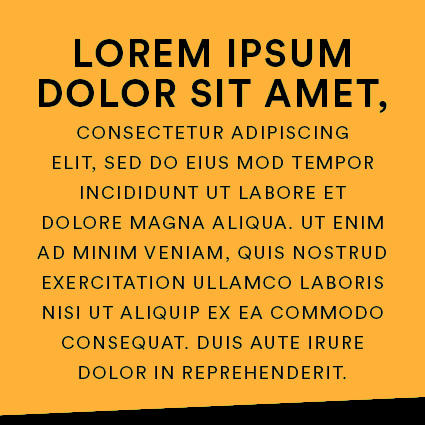 LOREM IPSUM
DOLOR SIT AMET,
CONSECTETUR ADIPISCING
ELIT, SED DO EIUS MOD TEMPOR
INCIDIDUNT UT LABORE ET
DOLORE MAGNA ALIQUA. UT ENIM
AD MINIM VENIAM, QUIS NOSTRUD
EXERCITATION ULLAMCO LABORIS
NISI UT ALIQUIP EX EA COMMODO
CONSEQUAT. DUIS AUTE IRURE
DOLOR IN REPREHENDERIT.